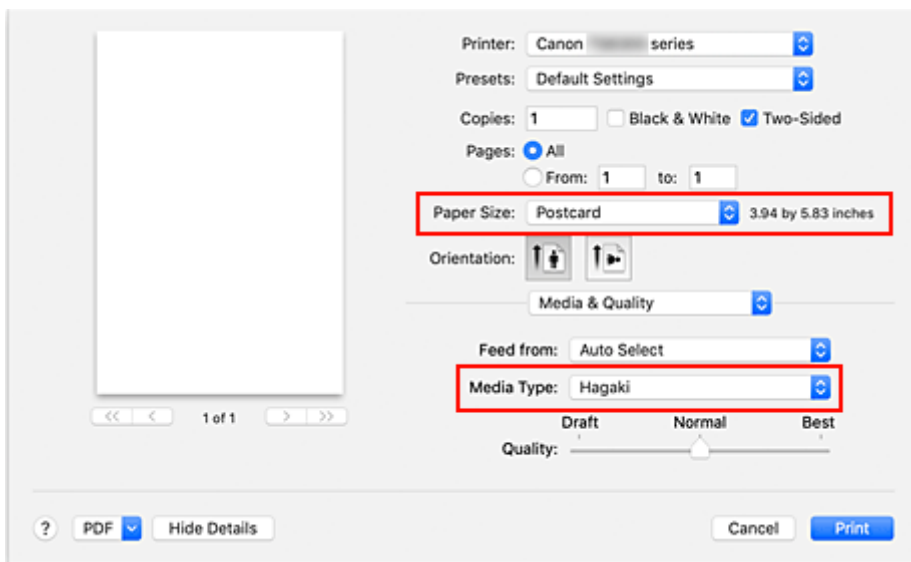 Printer: Canon series
Presets: Default Settings
Copies: 1 Black & White Two-Sided
Pages: All
From: 1 to: 1
Paper Size: Postcard 3.94 by 5.83 inches
Orientation:
Media & Quality
Feed from: Auto Select
Media Type: Hagaki
1 of 1
Draft Normal Best
Quality:
? PDF Hide Details Cancel Print